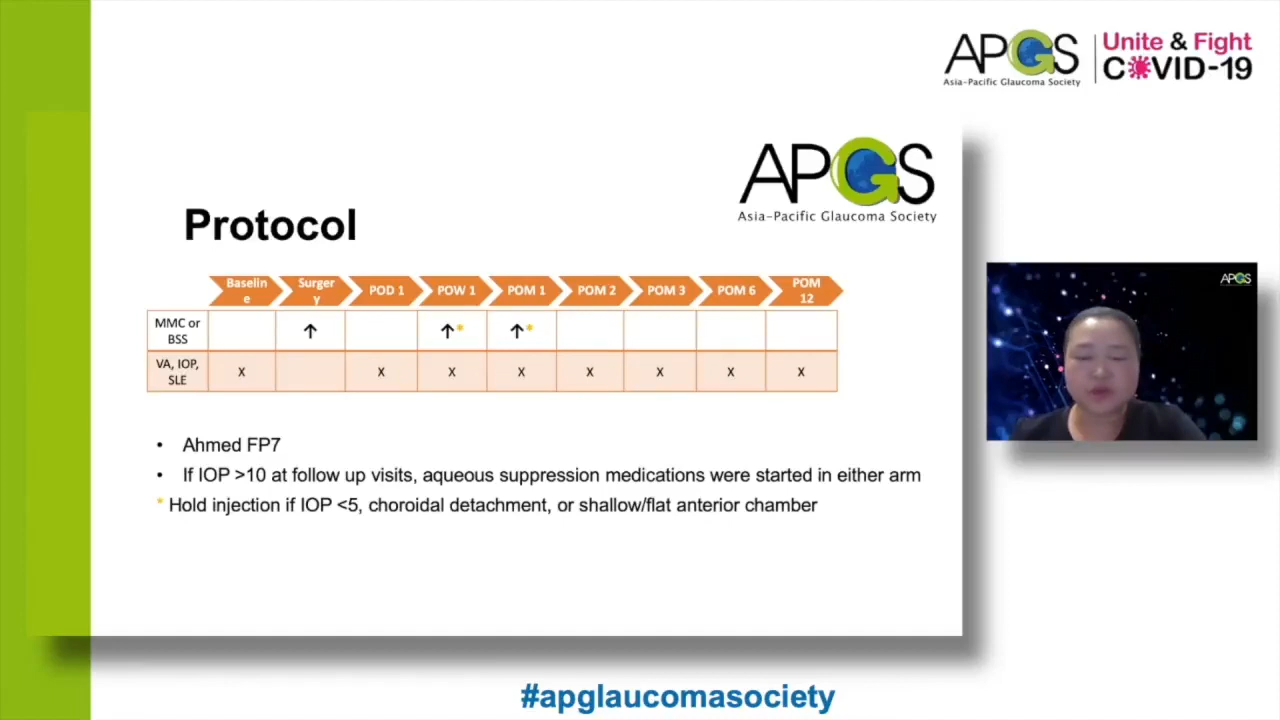 APGS
Asia-Pacific Glaucoma Society
Unite & Fight
COVID-19
APGS
Asia-Pacific Glaucoma Society
Protocol
Baselin
e
Surger
y
POD 1
POW 1
POM 1
POM 2
POM 3
POM 6
POM
12
MMC or
BSS
↑ ↑* ↑*
VA, IOP,
SLE
X X X X X X X X
• Ahmed FP7
• If IOP >10 at follow up visits, aqueous suppression medications were started in either arm
* Hold injection if IOP <5, choroidal detachment, or shallow/flat anterior chamber
APGS
#apglaucomasociety